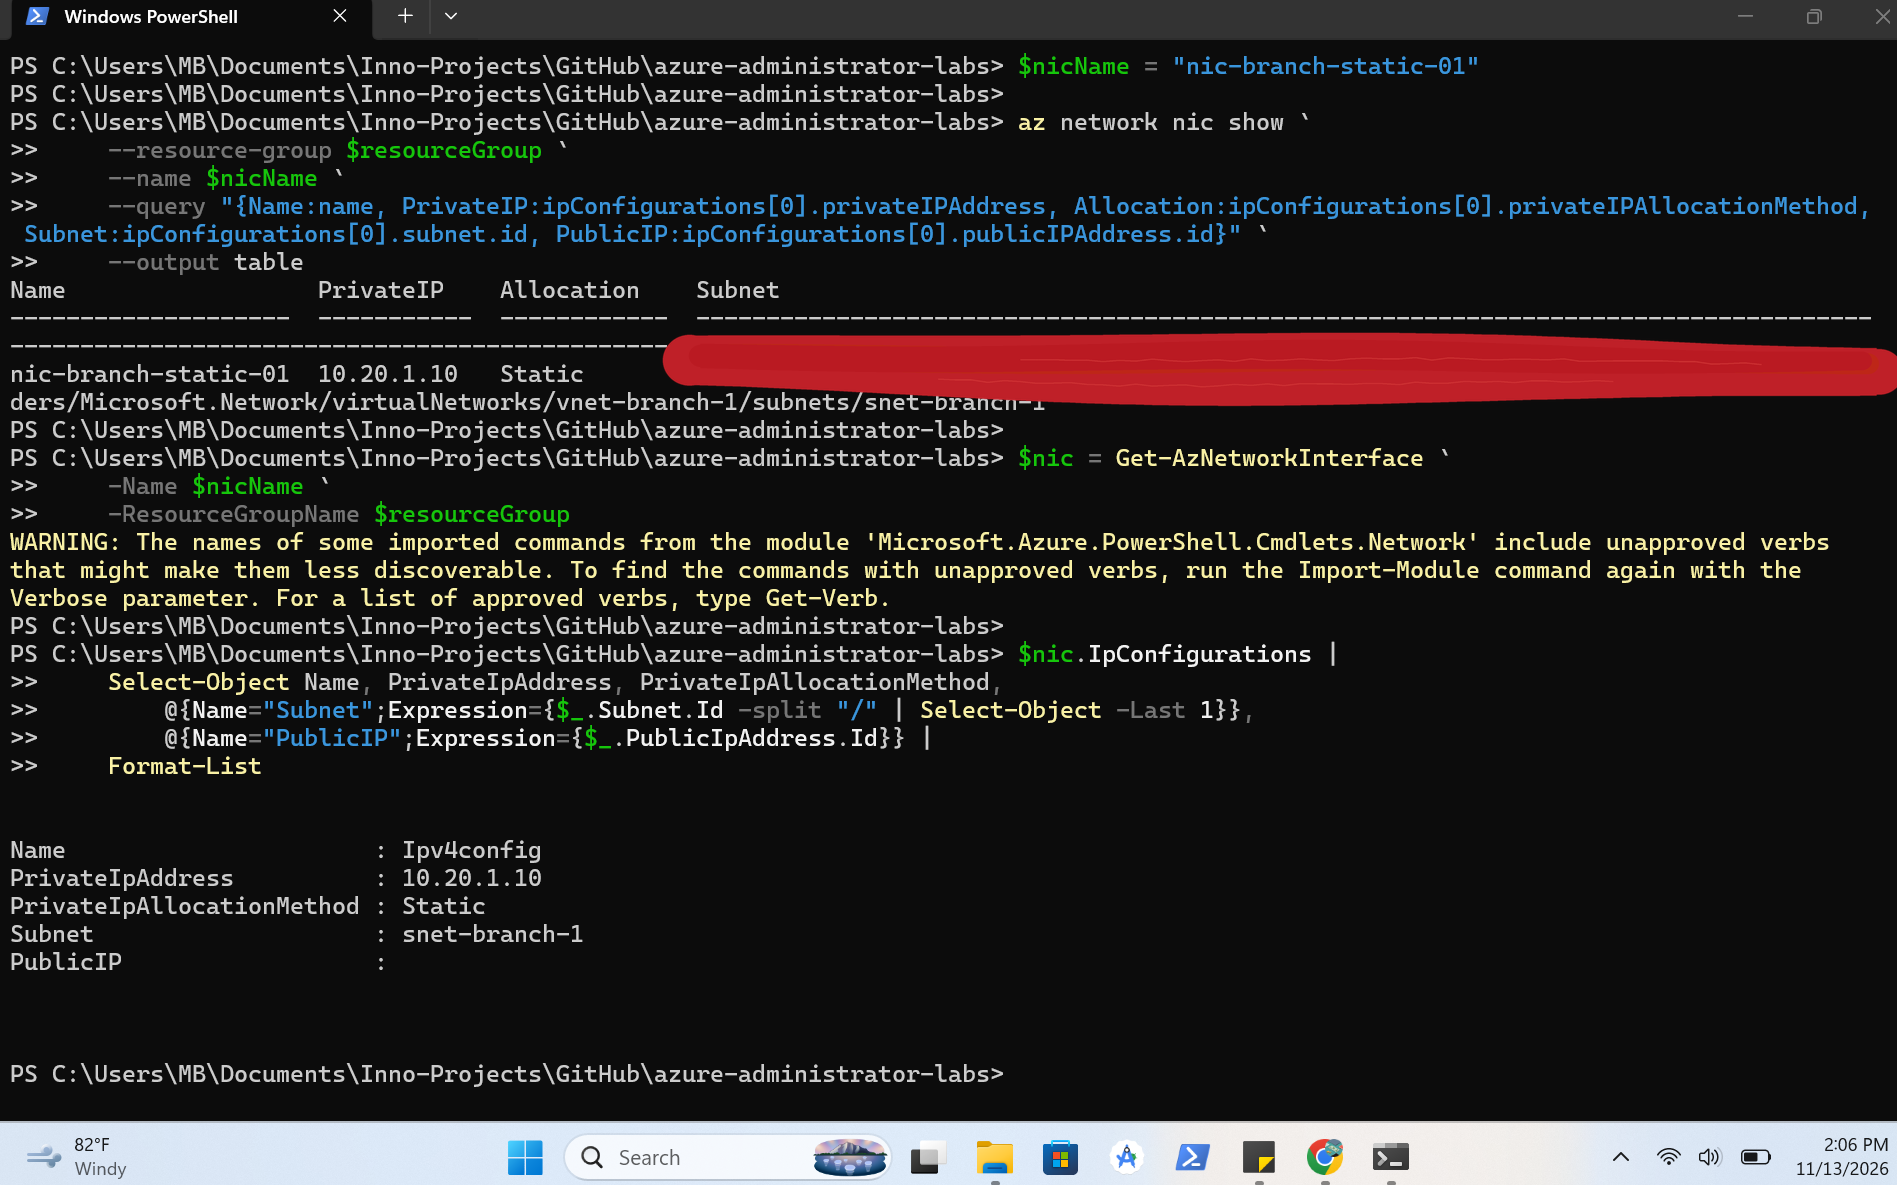 Windows PowerShell
PS C:\Users\MB\Documents\Inno-Projects\GitHub\azure-administrator-labs> $nicName = "nic-branch-static-01"
PS C:\Users\MB\Documents\Inno-Projects\GitHub\azure-administrator-labs>
PS C:\Users\MB\Documents\Inno-Projects\GitHub\azure-administrator-labs> az network nic show `
>>     --resource-group $resourceGroup `
>>     --name $nicName `
>>     --query "{Name:name, PrivateIP:ipConfigurations[0].privateIPAddress, Allocation:ipConfigurations[0].privateIPAllocationMethod,
 Subnet:ipConfigurations[0].subnet.id, PublicIP:ipConfigurations[0].publicIPAddress.id}" `
>>     --output table
Name                  PrivateIP    Allocation    Subnet
--------------------  -----------  ------------  ------------------------------------------------------------------------------------
-----------------------------------------------
nic-branch-static-01  10.20.1.10   Static
ders/Microsoft.Network/virtualNetworks/vnet-branch-1/subnets/snet-branch-1
PS C:\Users\MB\Documents\Inno-Projects\GitHub\azure-administrator-labs>
PS C:\Users\MB\Documents\Inno-Projects\GitHub\azure-administrator-labs> $nic = Get-AzNetworkInterface `
>>     -Name $nicName `
>>     -ResourceGroupName $resourceGroup
WARNING: The names of some imported commands from the module 'Microsoft.Azure.PowerShell.Cmdlets.Network' include unapproved verbs
that might make them less discoverable. To find the commands with unapproved verbs, run the Import-Module command again with the
Verbose parameter. For a list of approved verbs, type Get-Verb.
PS C:\Users\MB\Documents\Inno-Projects\GitHub\azure-administrator-labs>
PS C:\Users\MB\Documents\Inno-Projects\GitHub\azure-administrator-labs> $nic.IpConfigurations |
>>     Select-Object Name, PrivateIpAddress, PrivateIpAllocationMethod,
>>         @{Name="Subnet";Expression={$_.Subnet.Id -split "/" | Select-Object -Last 1}},
>>         @{Name="PublicIP";Expression={$_.PublicIpAddress.Id}} |
>>     Format-List
Name                      : Ipv4config
PrivateIpAddress          : 10.20.1.10
PrivateIpAllocationMethod : Static
Subnet                    : snet-branch-1
PublicIP                  :
PS C:\Users\MB\Documents\Inno-Projects\GitHub\azure-administrator-labs>
82°F
Windy
Search
2:06 PM
11/13/2026